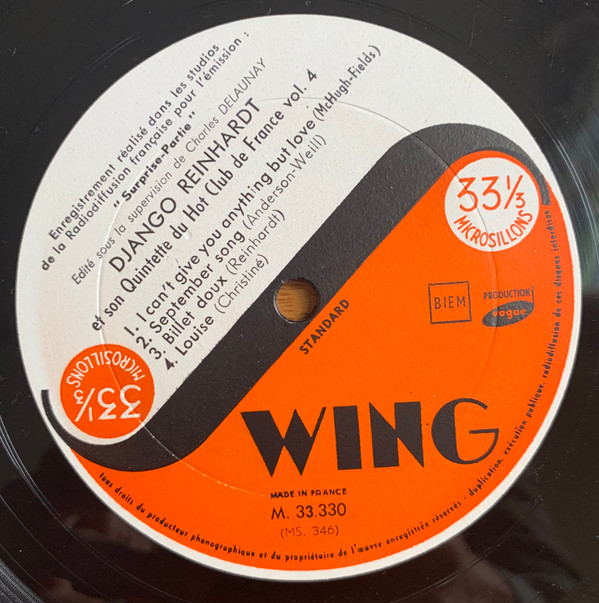 Enregistrement réalisé dans les studios
de la Radiodiffusion française pour l'émission :
" Surprise-Partie "
Edité sous la supervision de Charles DELAUNAY
DJANGO REINHARDT
et son Quintette du Hot Club de France vol. 4
1. I can't give you anything but love (McHugh-Fields)
2. September song (Anderson-Weill)
3. Billet doux (Reinhardt)
4. Louise (Christiné)
33 1/3
MICROSILLONS
33 1/3
MICROSILLONS
STANDARD
BIEM
PRODUCTION
Vogue
WING
MADE IN FRANCE
M. 33.330
(MS. 346)
tous droits du producteur phonographique et du propriétaire de l'œuvre enregistrée réservés - duplication, exécution publique, radiodiffusion de ces disques interdites